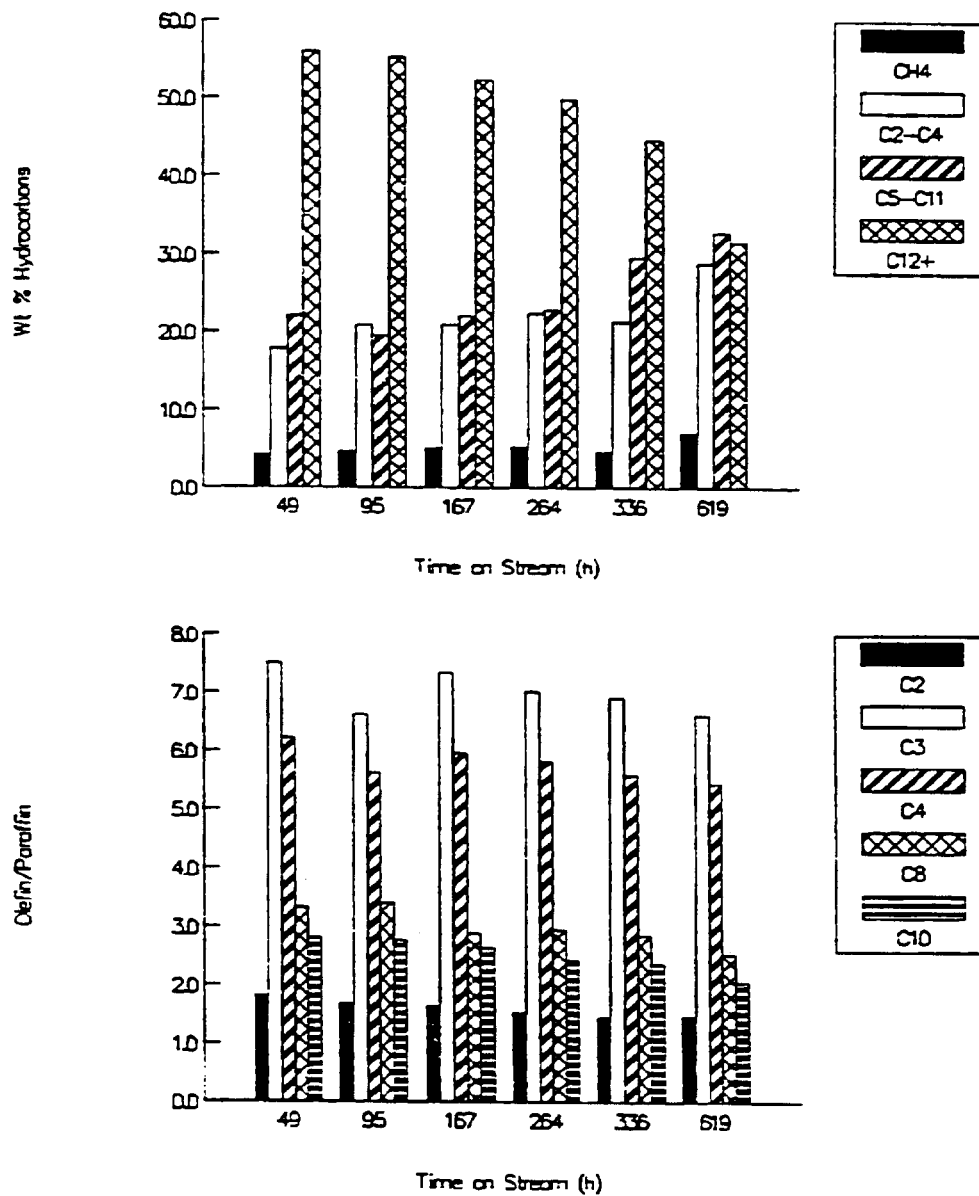 60.0
50.0
40.0
30.0
20.0
10.0
0.0
Wt % Hydrocarbons
49 95 167 264 336 619
Time on Stream (h)
CH4
C2-C4
C5-C11
C12+
8.0
7.0
6.0
5.0
4.0
3.0
2.0
1.0
0.0
Olefin/Paraffin
49 95 167 264 336 619
Time on Stream (h)
C2
C3
C4
C8
C10